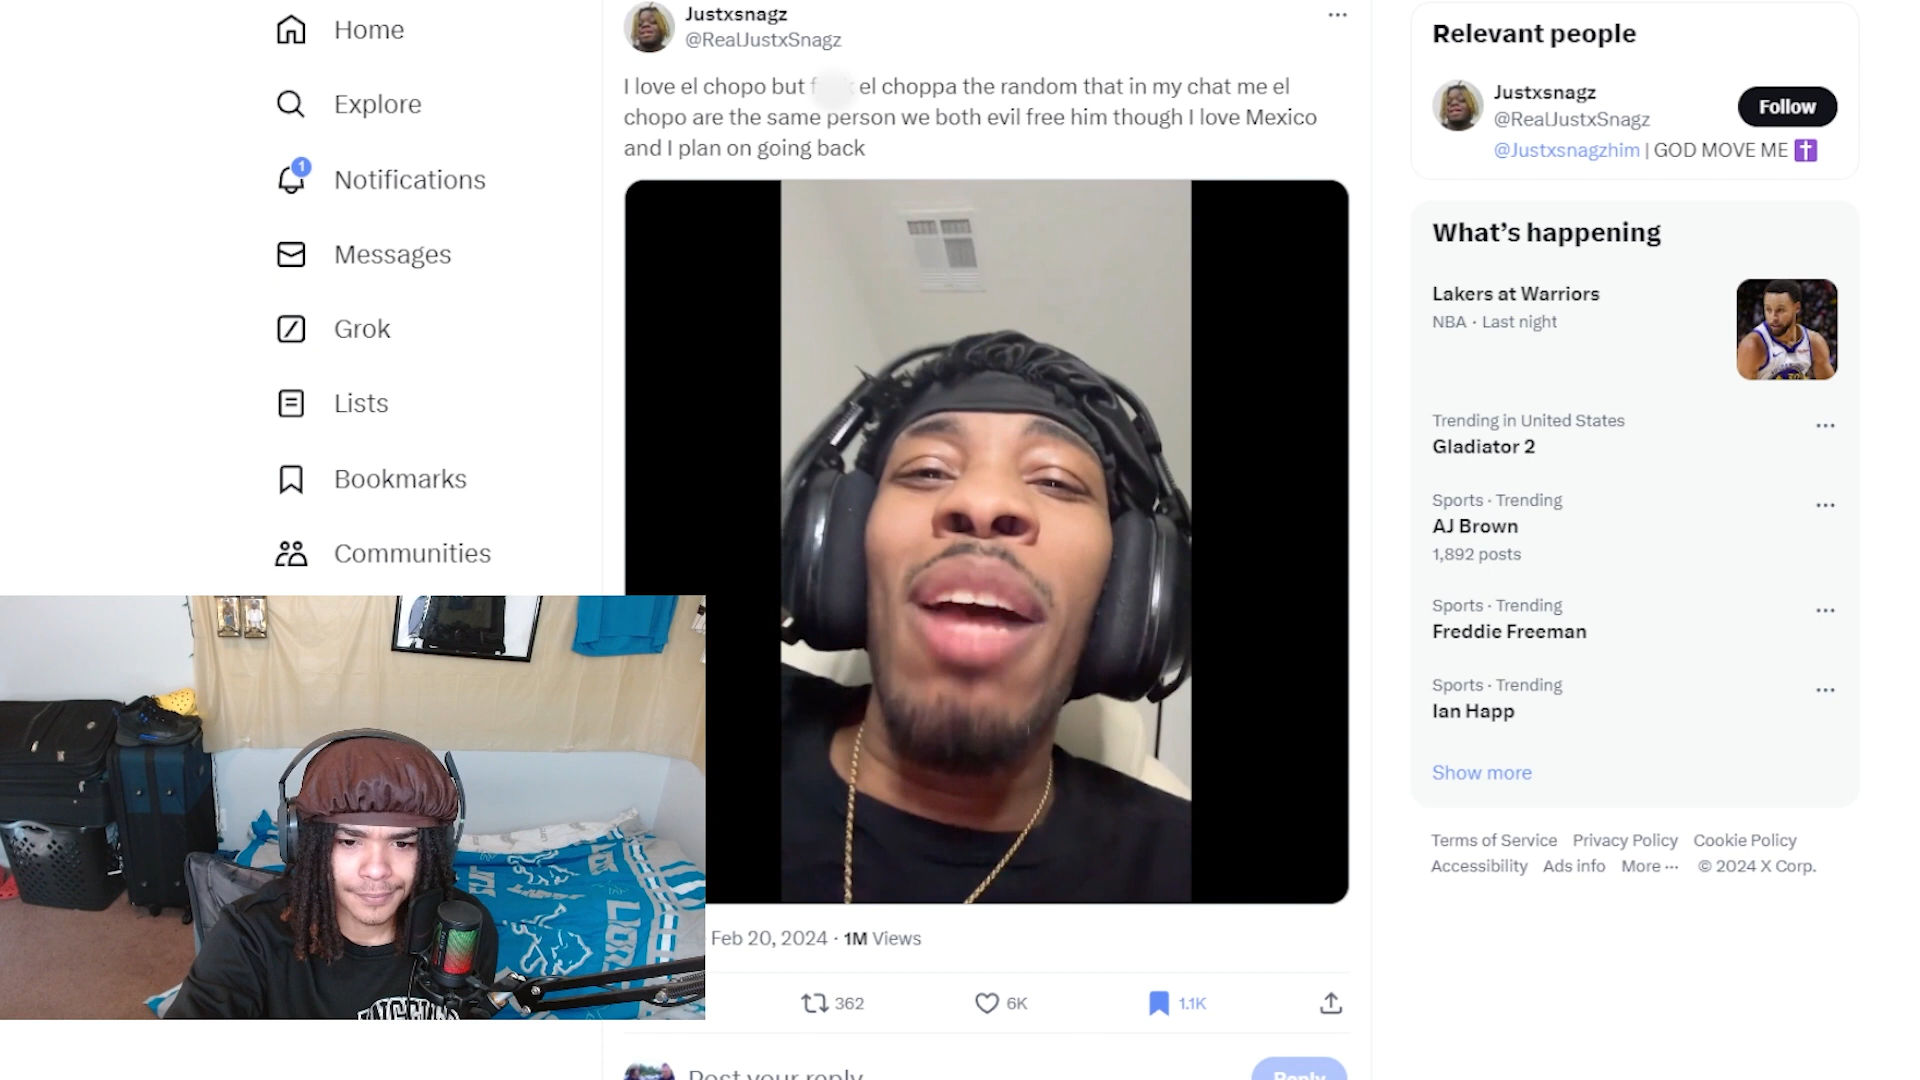 Home
Explore
1
Notifications
Messages
Grok
Lists
Bookmarks
Communities
Justxsnagz
@RealJustxSnagz
I love el chopo but el choppa the random that in my chat me el
chopo are the same person we both evil free him though I love Mexico
and I plan on going back
Feb 20, 2024 · 1M Views
362
6K
1.1K
Post your reply
Reply
Relevant people
Justxsnagz
@RealJustxSnagz
Follow
@Justxsnagzhim | GOD MOVE ME
What's happening
Lakers at Warriors
NBA · Last night
Trending in United States
Gladiator 2
Sports · Trending
AJ Brown
1,892 posts
Sports · Trending
Freddie Freeman
Sports · Trending
Ian Happ
Show more
Terms of Service Privacy Policy Cookie Policy
Accessibility Ads info More ··· © 2024 X Corp.